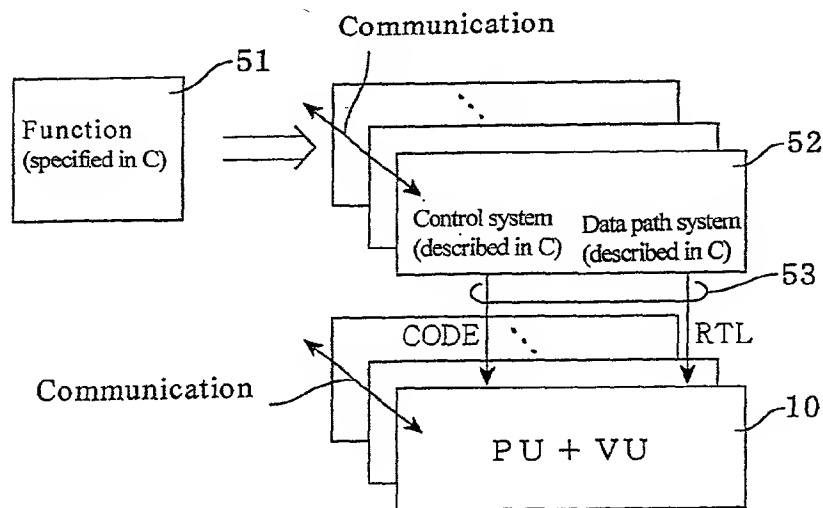 Communication
51
Function
(specified in C)
52
Control system
(described in C)
Data path system
(described in C)
53
CODE
RTL
Communication
10
PU + VU